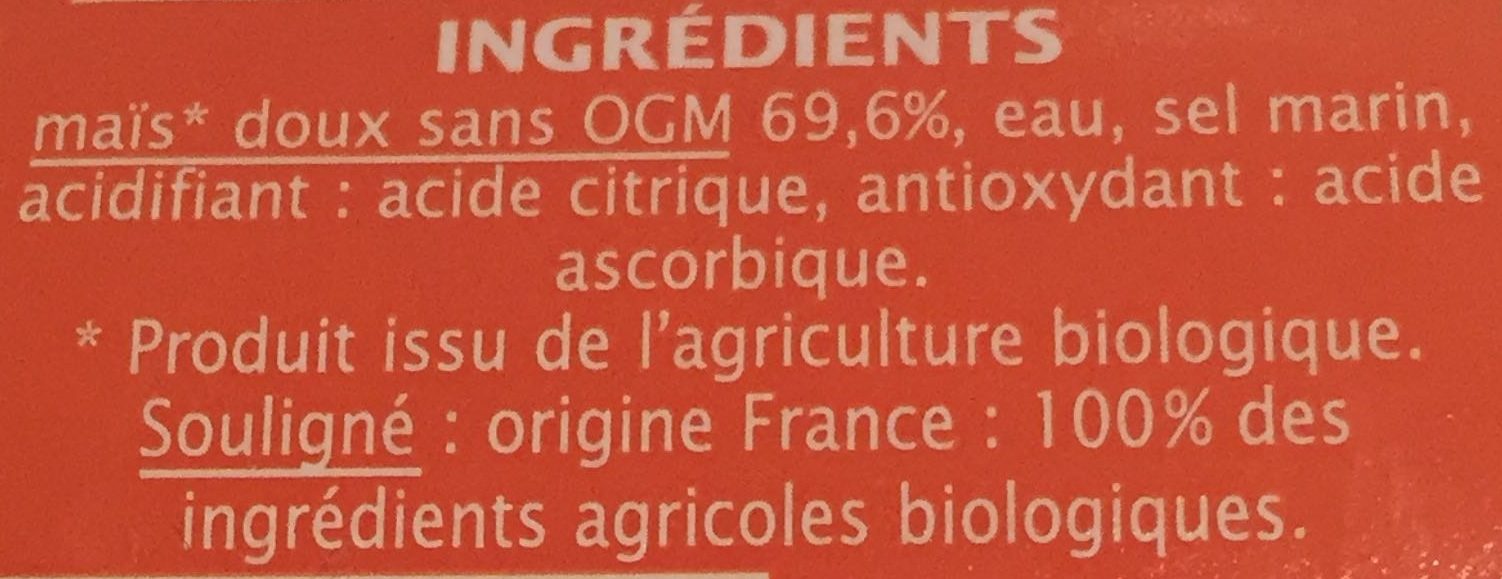 INGRÉDIENTS
maïs* doux sans OGM 69,6%, eau, sel marin,
acidifiant : acide citrique, antioxydant : acide
ascorbique.
* Produit issu de l'agriculture biologique.
Souligné : origine France : 100% des
ingrédients agricoles biologiques.